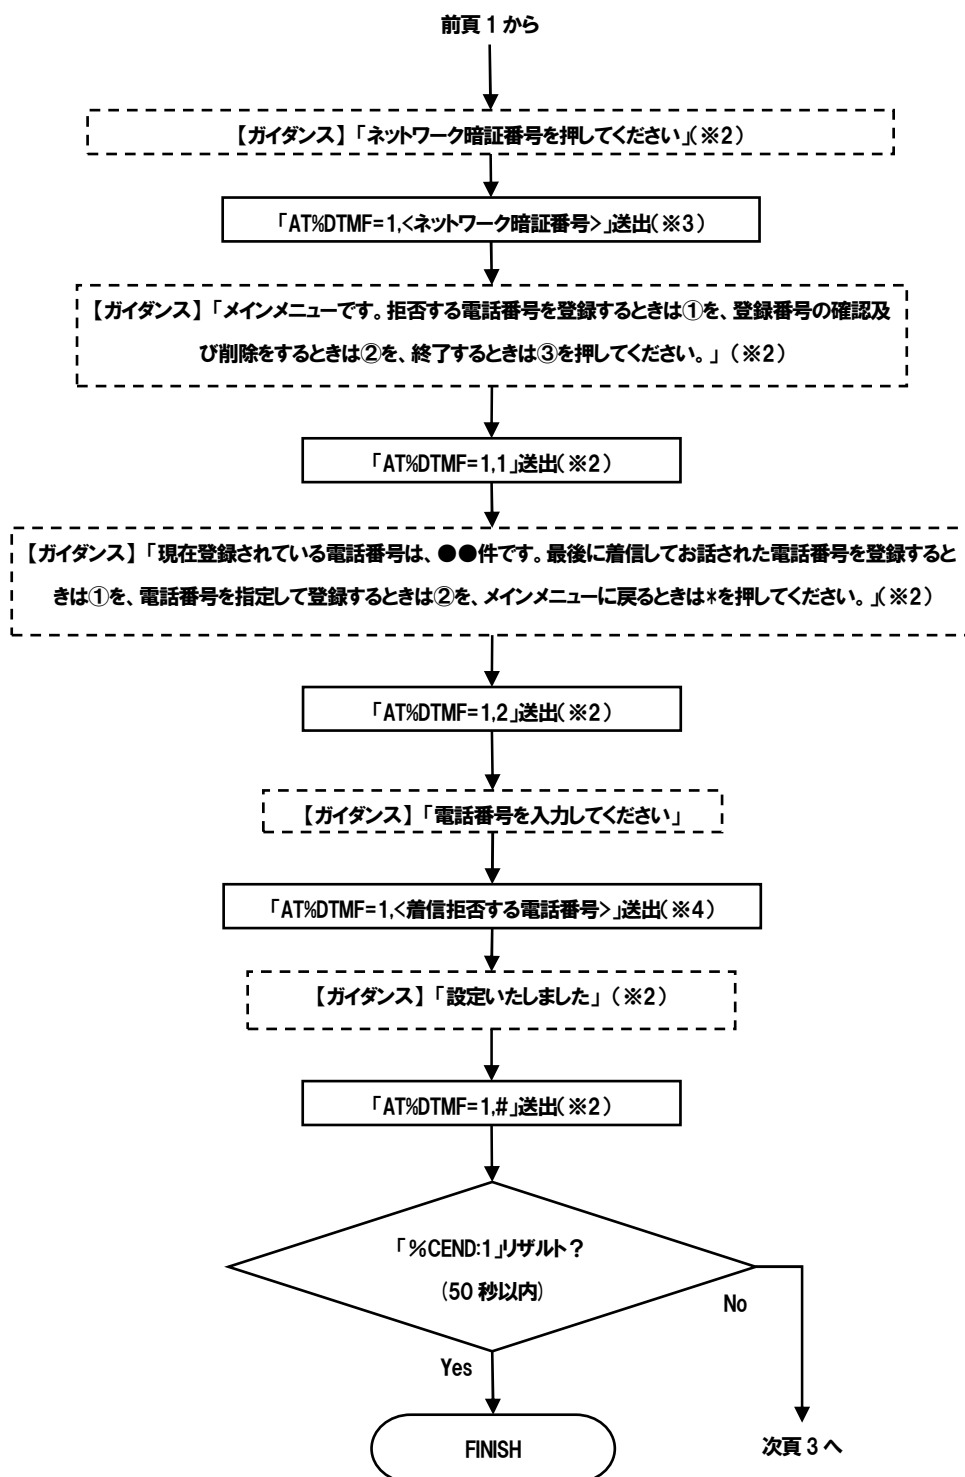 前頁 1 から
【ガイダンス】「ネットワーク暗証番号を押してください」(※2)
「AT%DTMF=1,<ネットワーク暗証番号>」送出(※3)
【ガイダンス】「メインメニューです。拒否する電話番号を登録するときは①を、登録番号の確認及
び削除をするときは②を、終了するときは③を押してください。」(※2)
「AT%DTMF=1,1」送出(※2)
【ガイダンス】「現在登録されている電話番号は、●●件です。最後に着信してお話された電話番号を登録すると
きは①を、電話番号を指定して登録するときは②を、メインメニューに戻るときは*を押してください。」(※2)
「AT%DTMF=1,2」送出(※2)
【ガイダンス】「電話番号を入力してください」
「AT%DTMF=1,<着信拒否する電話番号>」送出(※4)
【ガイダンス】「設定いたしました」(※2)
「AT%DTMF=1,#」送出(※2)
「%CEND:1」リザルト?
(50 秒以内)
No
Yes
FINISH
次頁 3 へ